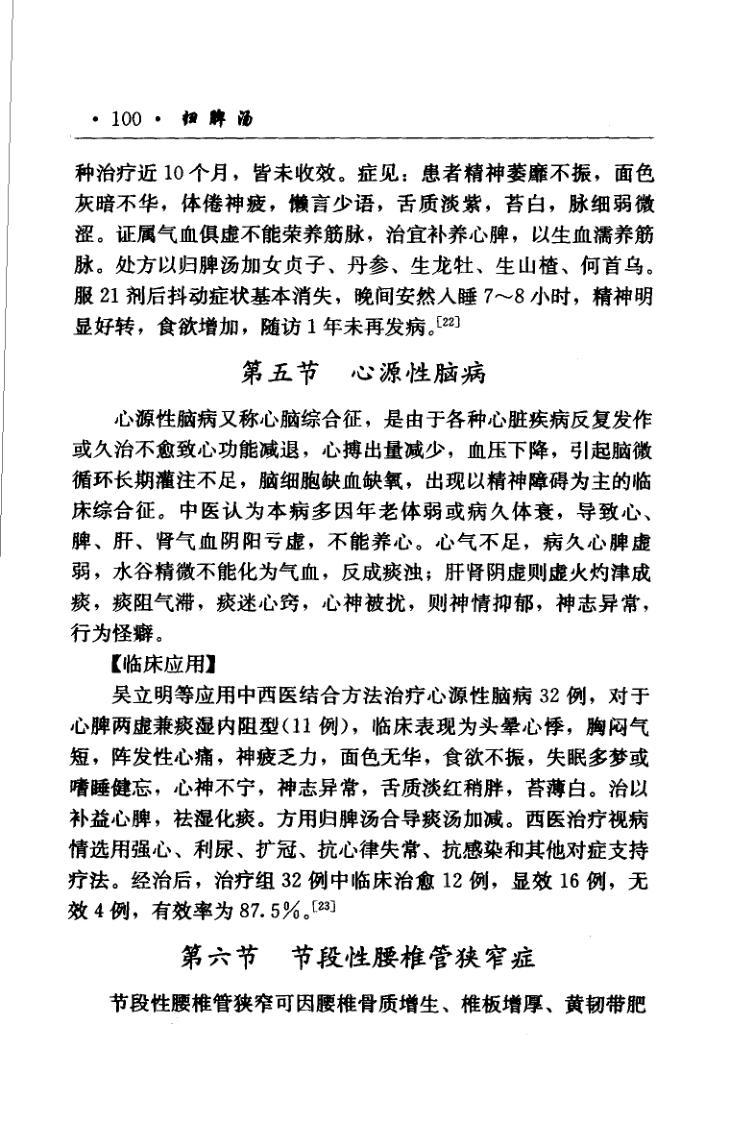 · 100 · 归脾汤
种治疗近 10 个月，皆未收效。症见：患者精神萎靡不振，面色
灰暗不华，体倦神疲，懒言少语，舌质淡紫，苔白，脉细弱微
涩。证属气血俱虚不能荣养筋脉，治宜补养心脾，以生血濡养筋
脉。处方以归脾汤加女贞子、丹参、生龙牡、生山楂、何首乌。
服 21 剂后抖动症状基本消失，晚间安然入睡 7～8 小时，精神明
显好转，食欲增加，随访 1 年未再发病。[22]
第五节 心源性脑病
心源性脑病又称心脑综合征，是由于各种心脏疾病反复发作
或久治不愈致心功能减退，心搏出量减少，血压下降，引起脑微
循环长期灌注不足，脑细胞缺血缺氧，出现以精神障碍为主的临
床综合征。中医认为本病多因年老体弱或病久体衰，导致心、
脾、肝、肾气血阴阳亏虚，不能养心。心气不足，病久心脾虚
弱，水谷精微不能化为气血，反成痰浊；肝肾阴虚则虚火灼津成
痰，痰阻气滞，痰迷心窍，心神被扰，则神情抑郁，神志异常，
行为怪癖。
【临床应用】
吴立明等应用中西医结合方法治疗心源性脑病 32 例，对于
心脾两虚兼痰湿内阻型(11 例)，临床表现为头晕心悸，胸闷气
短，阵发性心痛，神疲乏力，面色无华，食欲不振，失眠多梦或
嗜睡健忘，心神不宁，神志异常，舌质淡红稍胖，苔薄白。治以
补益心脾，祛湿化痰。方用归脾汤合导痰汤加减。西医治疗视病
情选用强心、利尿、扩冠、抗心律失常、抗感染和其他对症支持
疗法。经治后，治疗组 32 例中临床治愈 12 例，显效 16 例，无
效 4 例，有效率为 87.5%。[23]
第六节 节段性腰椎管狭窄症
节段性腰椎管狭窄可因腰椎骨质增生、椎板增厚、黄韧带肥